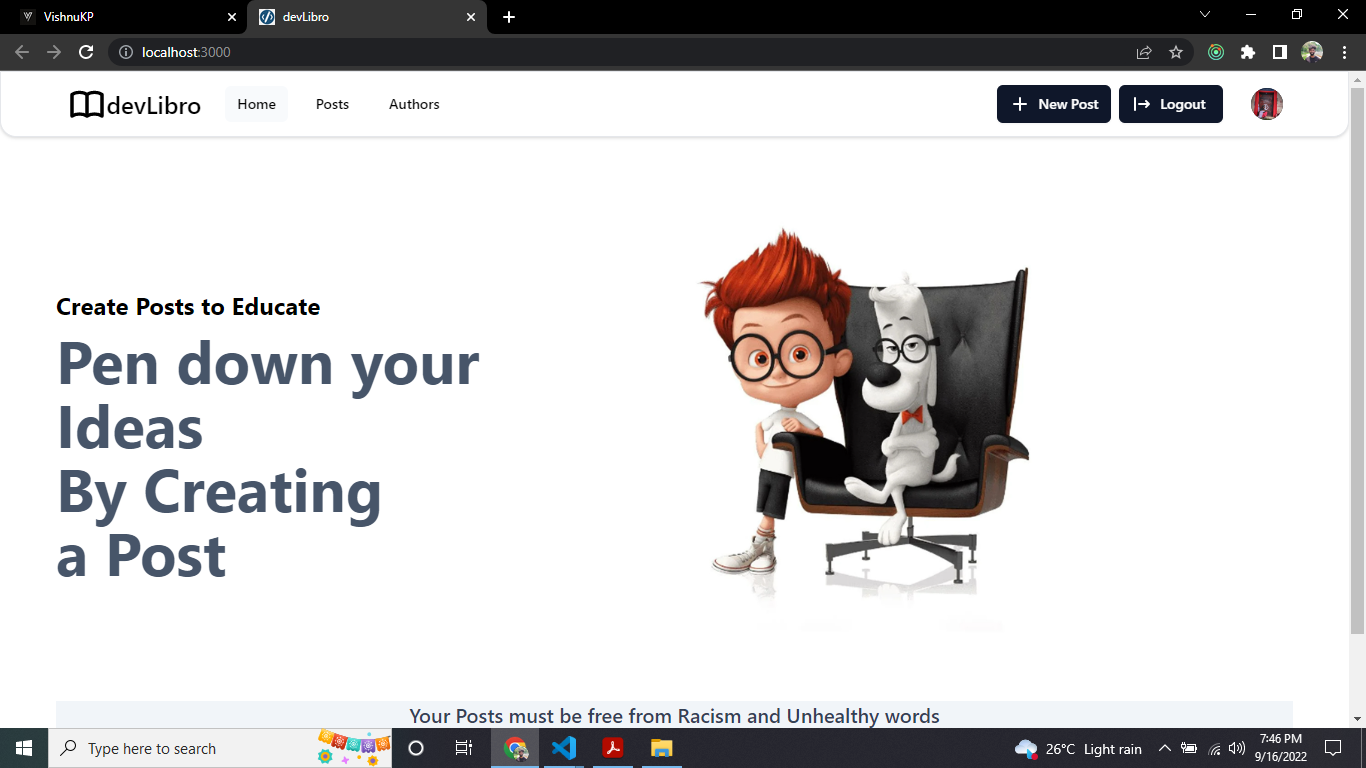 VishnuKP
devLibro
localhost:3000
devLibro
Home
Posts
Authors
New Post
Logout
Create Posts to Educate
Pen down your
Ideas
By Creating
a Post
Your Posts must be free from Racism and Unhealthy words
Type here to search
26°C Light rain
7:46 PM
9/16/2022